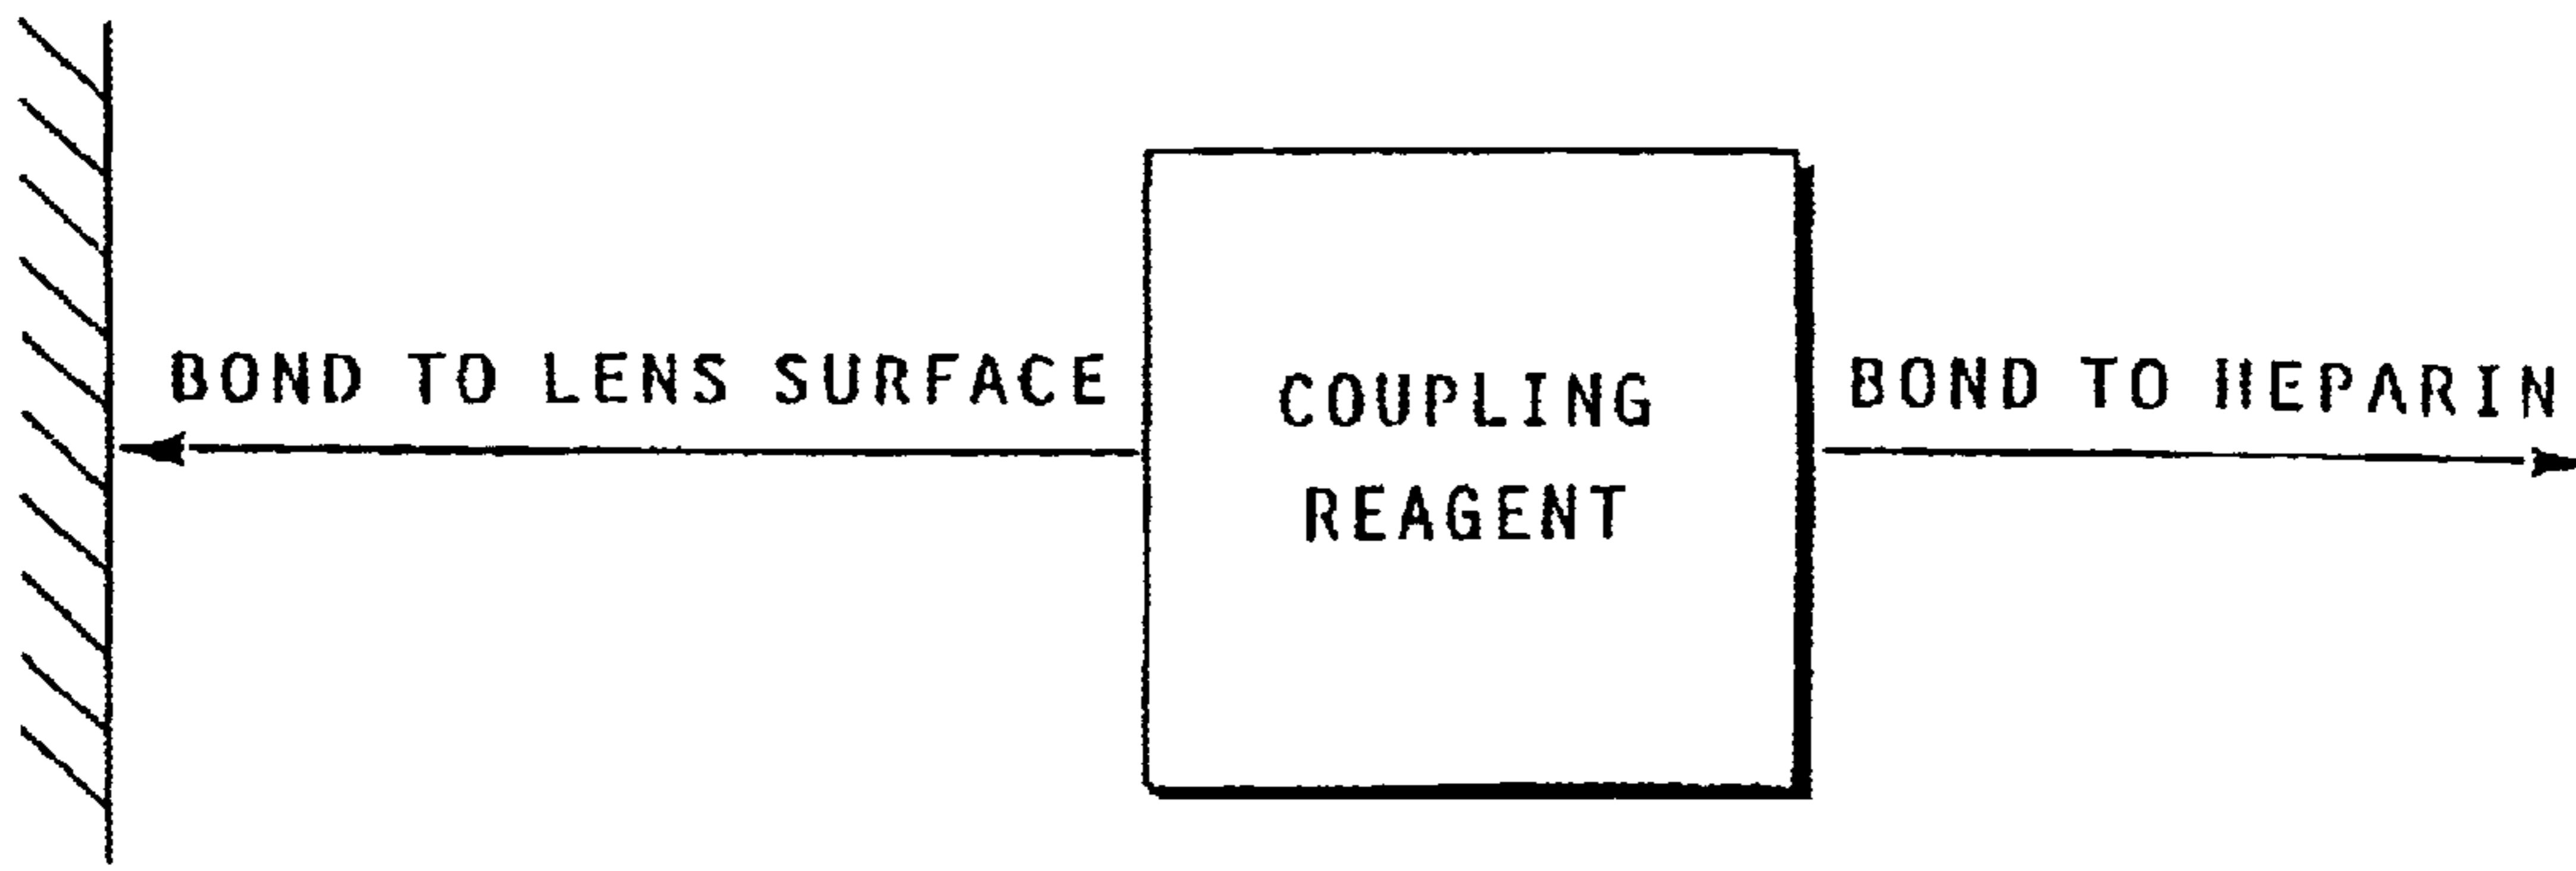 BOND TO LENS SURFACE
COUPLING
REAGENT
BOND TO HEPARIN